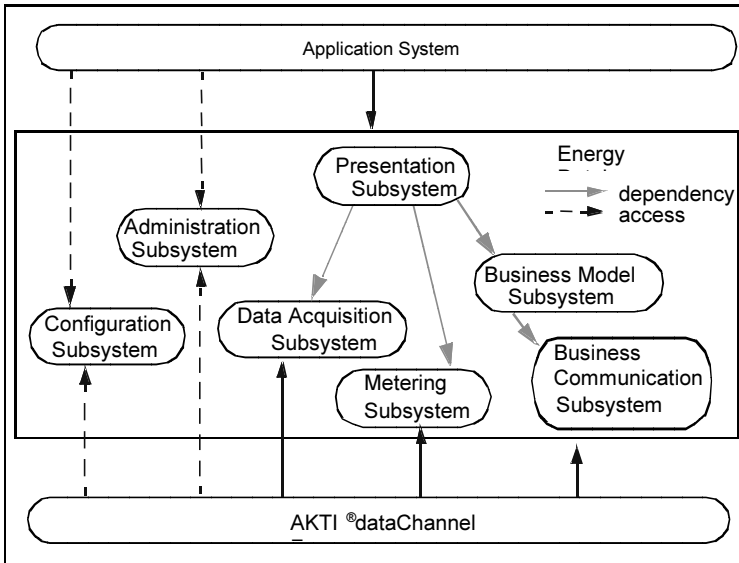 Application System
Presentation
Subsystem
Energy
dependency
access
Administration
Subsystem
Business Model
Subsystem
Configuration
Subsystem
Data Acquisition
Subsystem
Business
Communication
Subsystem
Metering
Subsystem
AKTI ®dataChannel